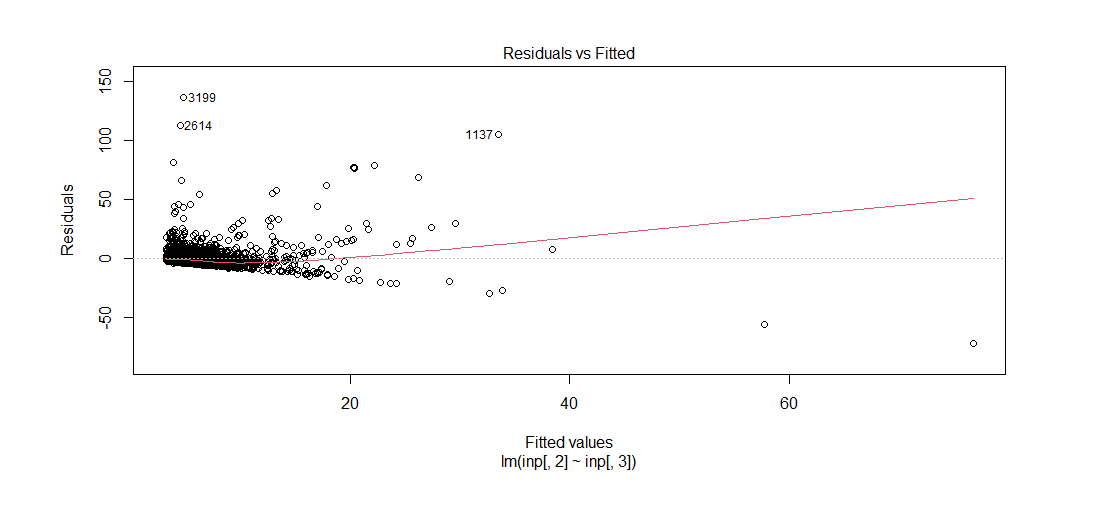 Residuals vs Fitted
150
100
50
0
-50
Residuals
3199
2614
1137
20
40
60
Fitted values
lm(inp[, 2] ~ inp[, 3])